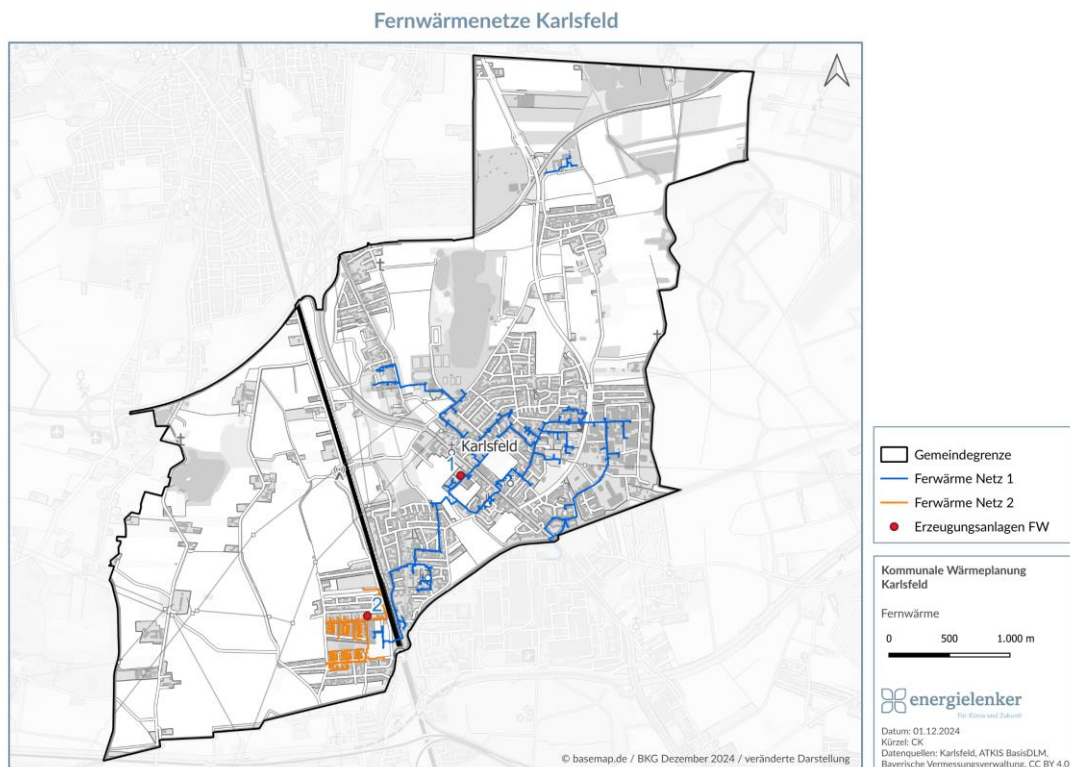 Fernwärmenetze Karlsfeld
Karlsfeld
1
2
© basemap.de / BKG Dezember 2024 / veränderte Darstellung
Gemeindegrenze
Ferwärme Netz 1
Ferwärme Netz 2
Erzeugungsanlagen FW
Kommunale Wärmeplanung
Karlsfeld
Fernwärme
0 500 1.000 m
energielenker
Für Klima und Zukunft
Datum: 01.12.2024
Kürzel: CK
Datenquellen: Karlsfeld, ATKIS BasisDLM,
Bayerische Vermessungsverwaltung, CC BY 4.0